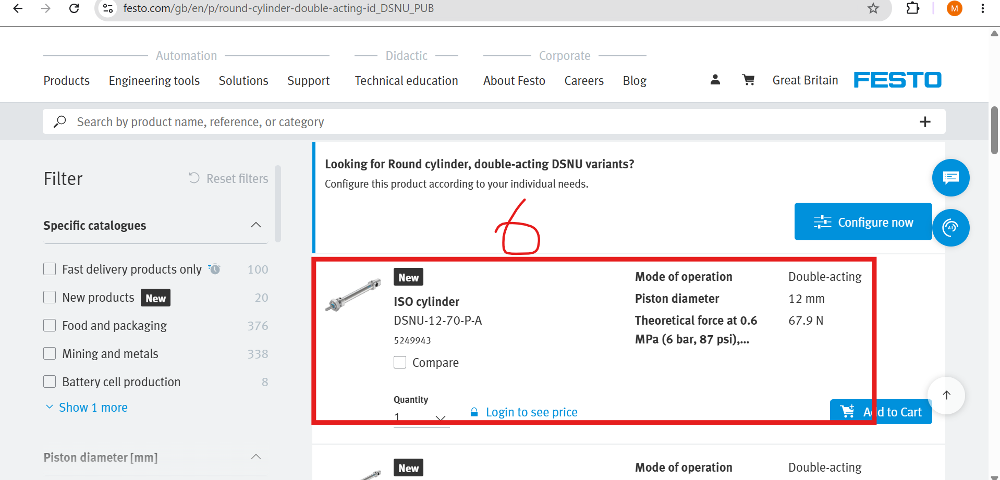 festo.com/gb/en/p/round-cylinder-double-acting-id_DSNU_PUB
M
Automation
Didactic
Corporate
Products
Engineering tools
Solutions
Support
Technical education
About Festo
Careers
Blog
Great Britain
FESTO
Search by product name, reference, or category
Filter
Reset filters
Specific catalogues
Fast delivery products only 100
New products New 20
Food and packaging 376
Mining and metals 338
Battery cell production 8
Show 1 more
Piston diameter [mm]
Looking for Round cylinder, double-acting DSNU variants?
Configure this product according to your individual needs.
6
Configure now
AI
New
ISO cylinder
DSNU-12-70-P-A
5249943
Compare
Mode of operation Double-acting
Piston diameter 12 mm
Theoretical force at 0.6 67.9 N
MPa (6 bar, 87 psi),...
Quantity
1
Login to see price
Add to Cart
New
Mode of operation Double-acting